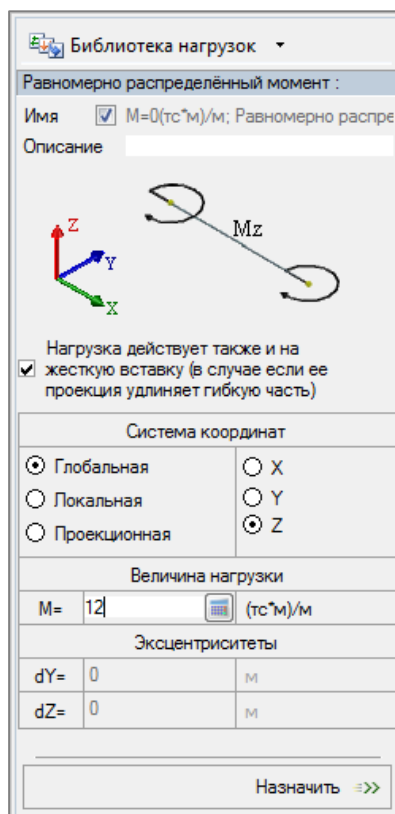 Библиотека нагрузок
Равномерно распределённый момент :
Имя M=0(тс*м)/м; Равномерно распре
Описание
Z
Mz
Y
X
Нагрузка действует также и на
жесткую вставку (в случае если ее
проекция удлиняет гибкую часть)
Система координат
Глобальная X
Локальная Y
Проекционная Z
Величина нагрузки
M= 12 (тс*м)/м
Эксцентриситеты
dY= 0 м
dZ= 0 м
Назначить